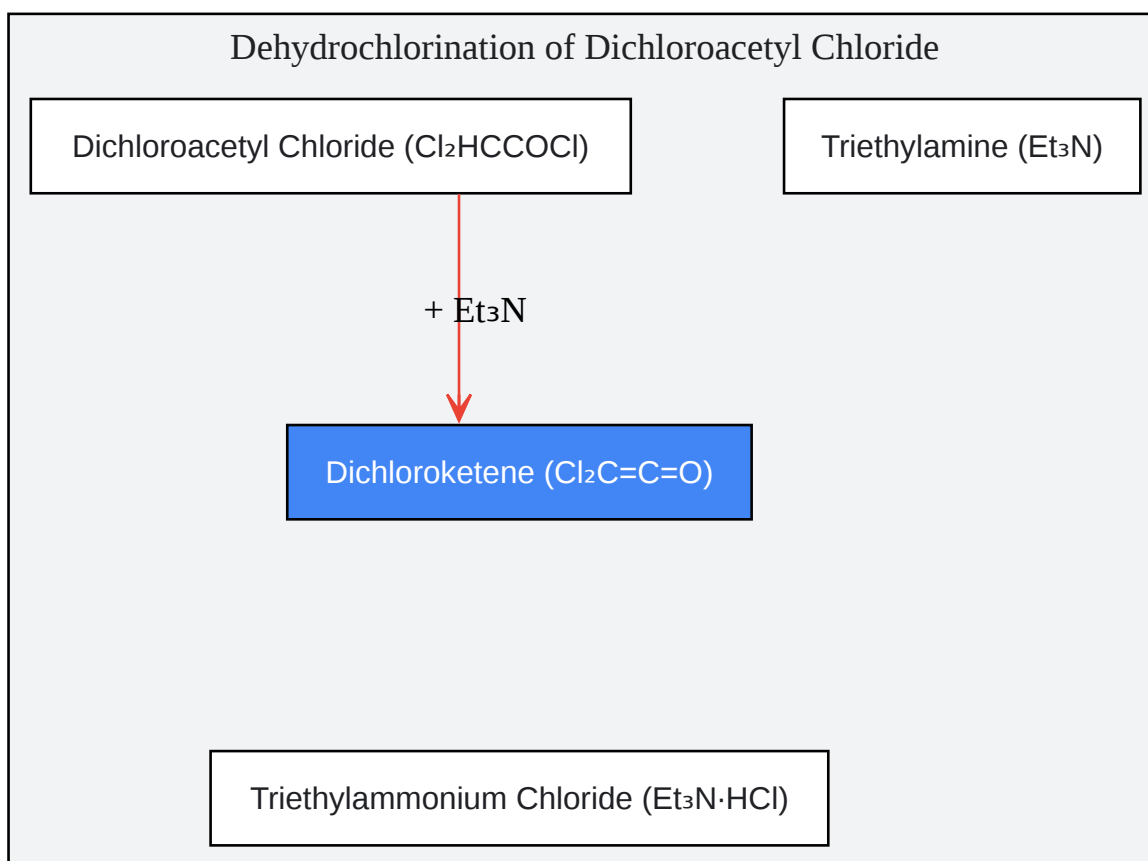 Dehydrochlorination of Dichloroacetyl Chloride
Dichloroacetyl Chloride (Cl₂HCCOCl)
Triethylamine (Et₃N)
+ Et₃N
Dichloroketene (Cl₂C=C=O)
Triethylammonium Chloride (Et₃N·HCl)